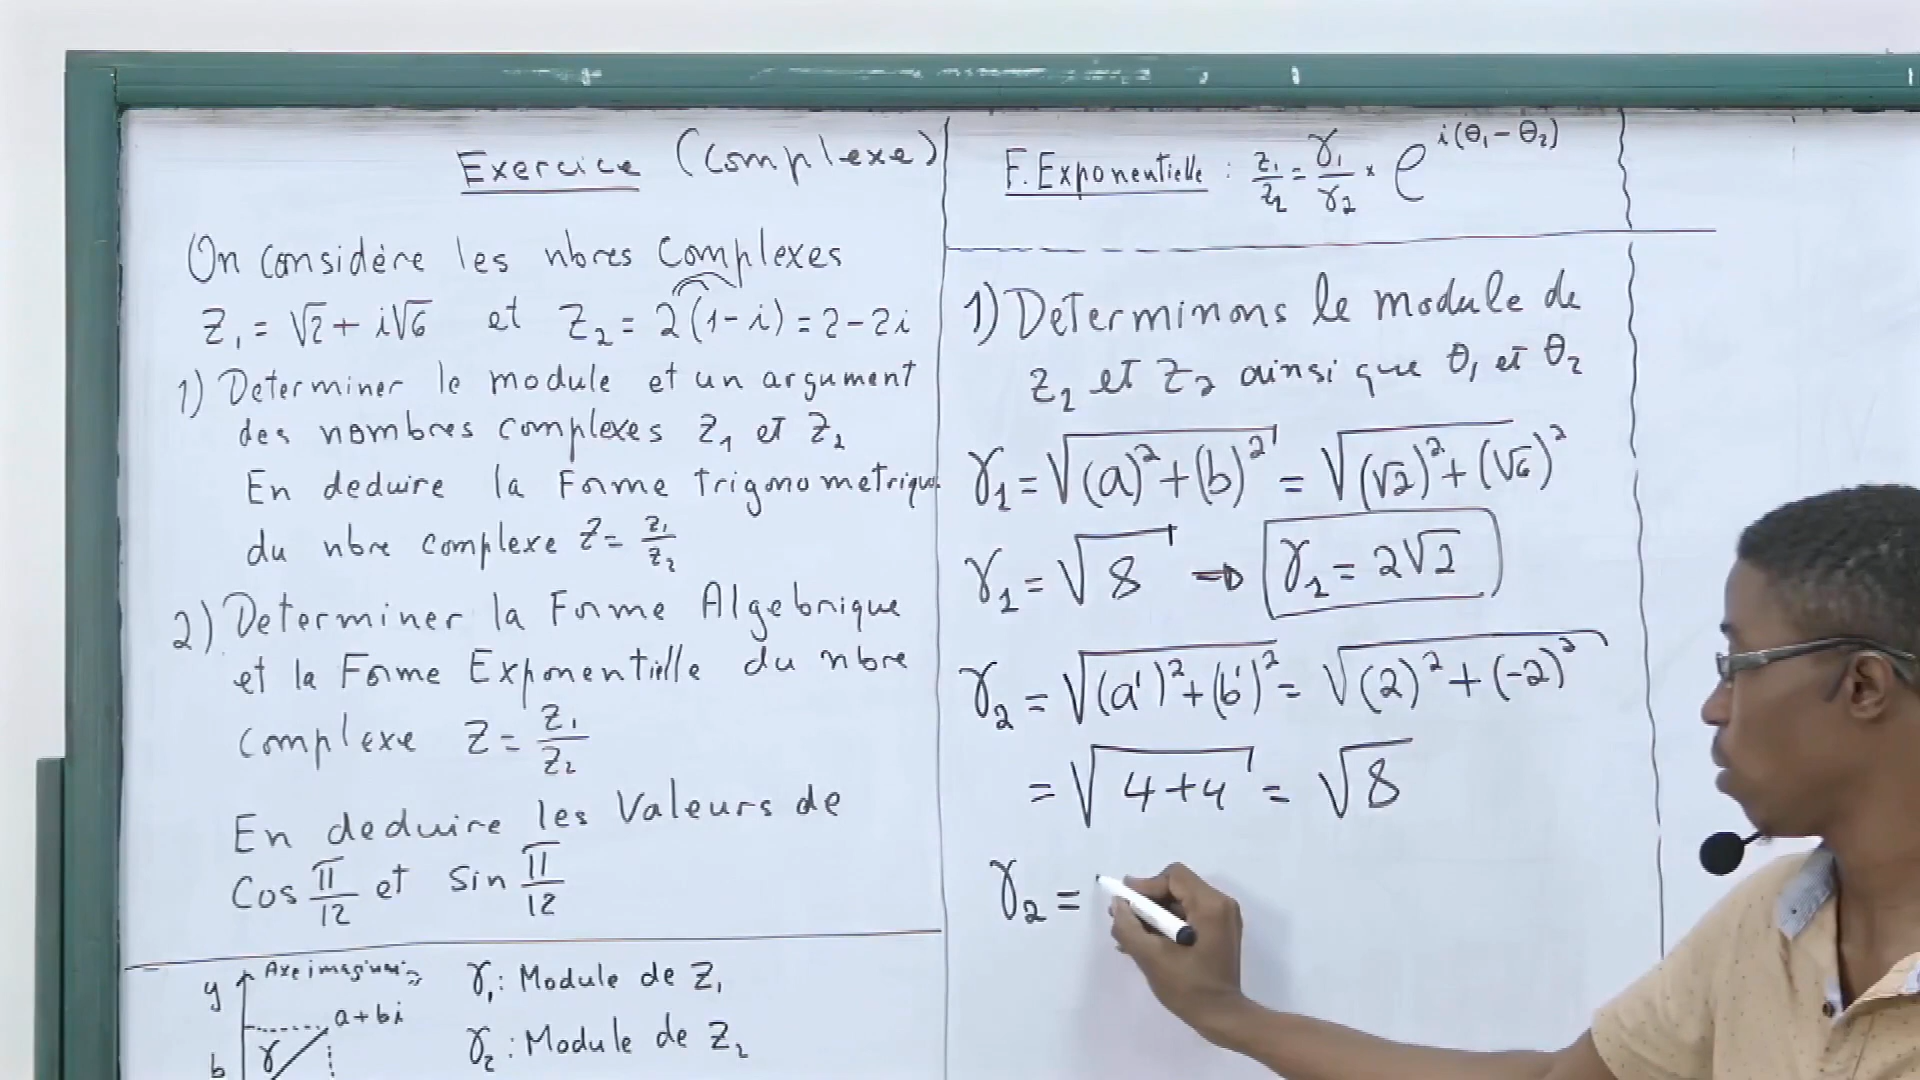 Exercice (Complexe)
On considère les nbres Complexes
Z₁ = √2 + i√6 et Z₂ = 2(1-i) = 2-2i
1) Determiner le module et un argument
des nombres complexes Z₁ et Z₂
En deduire la Forme trigonometrique
du nbre complexe Z = z₁/z₂
2) Determiner la Forme Algebrique
et la Forme Exponentielle du nbre
Complexe Z = Z₁/Z₂
En deduire les Valeurs de
Cos π/12 et Sin π/12
y
Axe imaginair
a+bi
γ
b
γ₁ : Module de Z₁
γ₂ : Module de Z₂
F. Exponentielle : z₁/z₂ = γ₁/γ₂ × e^i(θ₁-θ₂)
1) Determinons le module de
Z₂ et Z₂ ainsi que θ₁ et θ₂
γ₁ = √(a)²+(b)² = √(√2)²+(√6)²
γ₁ = √8 → γ₁ = 2√2
γ₂ = √(a')²+(b')² = √(2)²+(-2)²
= √4+4 = √8
γ₂ =